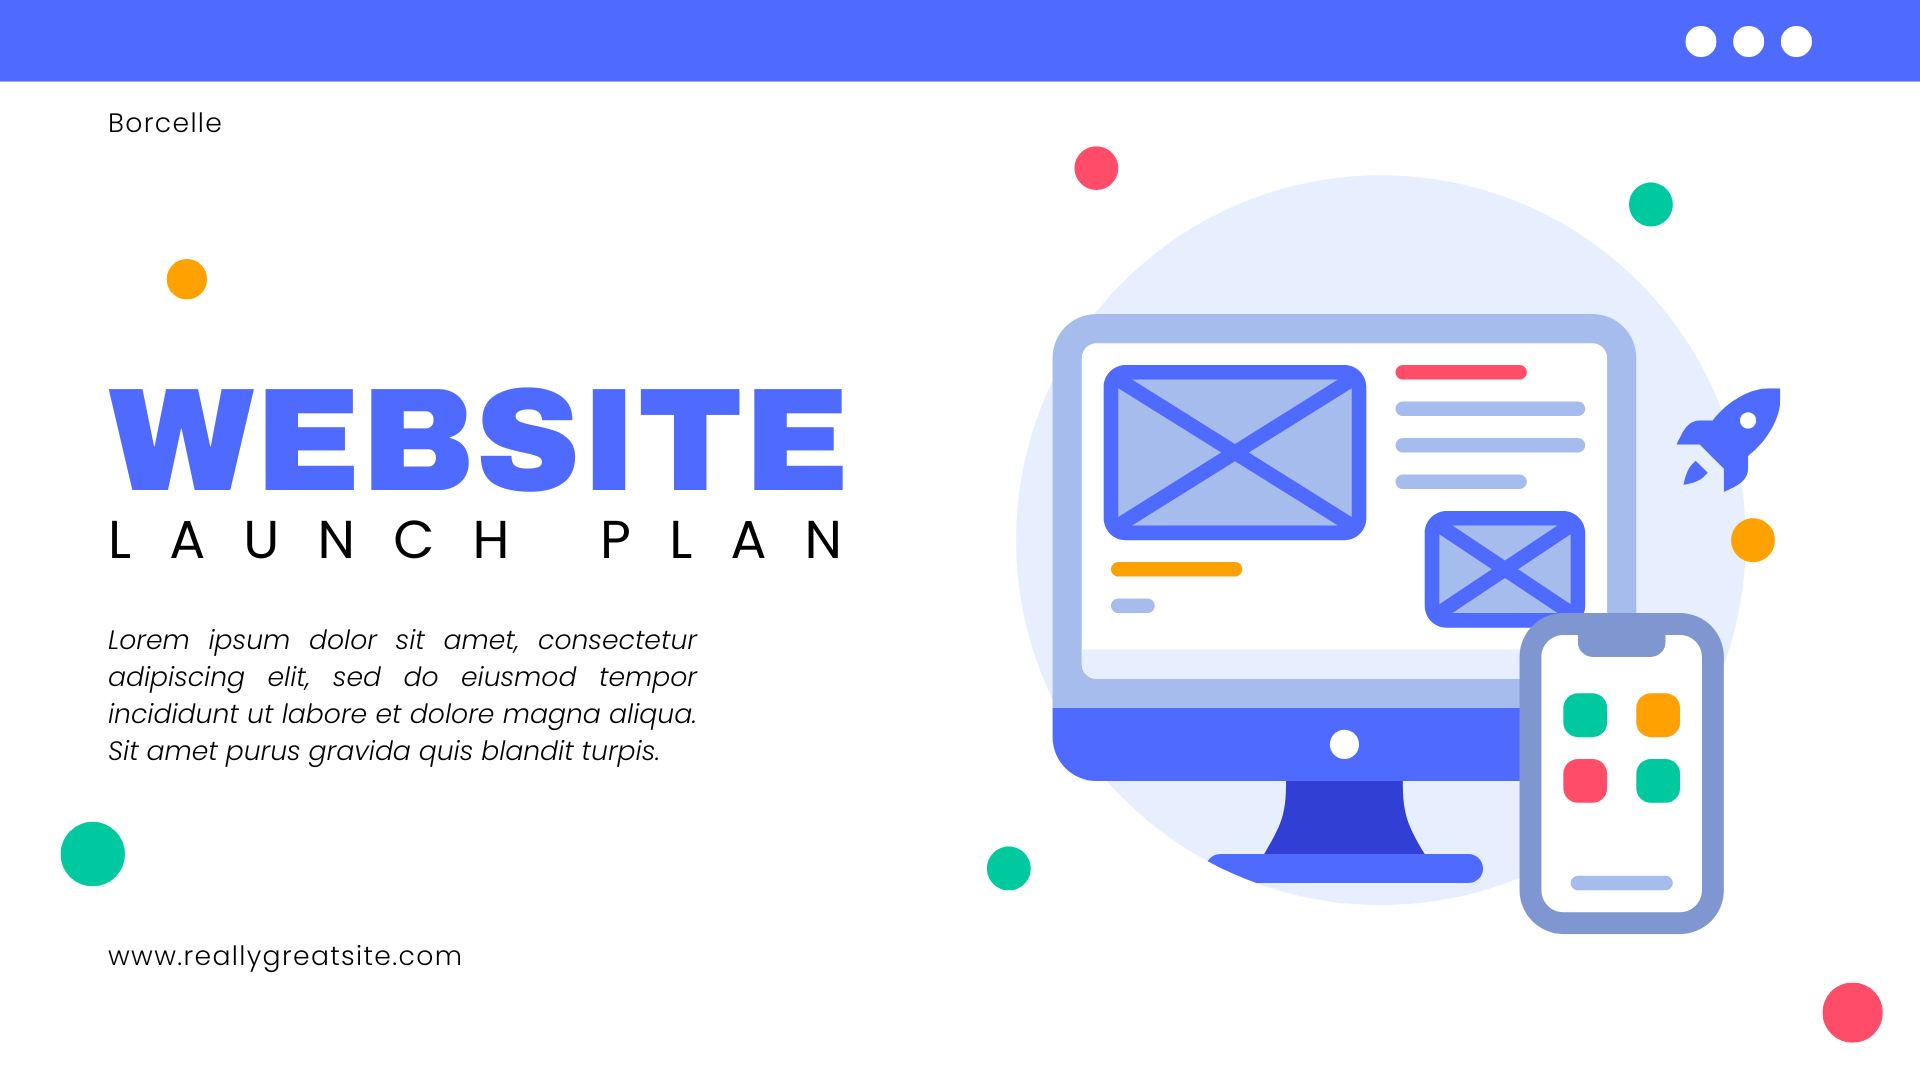 Borcelle
WEBSITE
LAUNCH PLAN
Lorem ipsum dolor sit amet, consectetur
adipiscing elit, sed do eiusmod tempor
incididunt ut labore et dolore magna aliqua.
Sit amet purus gravida quis blandit turpis.
www.reallygreatsite.com